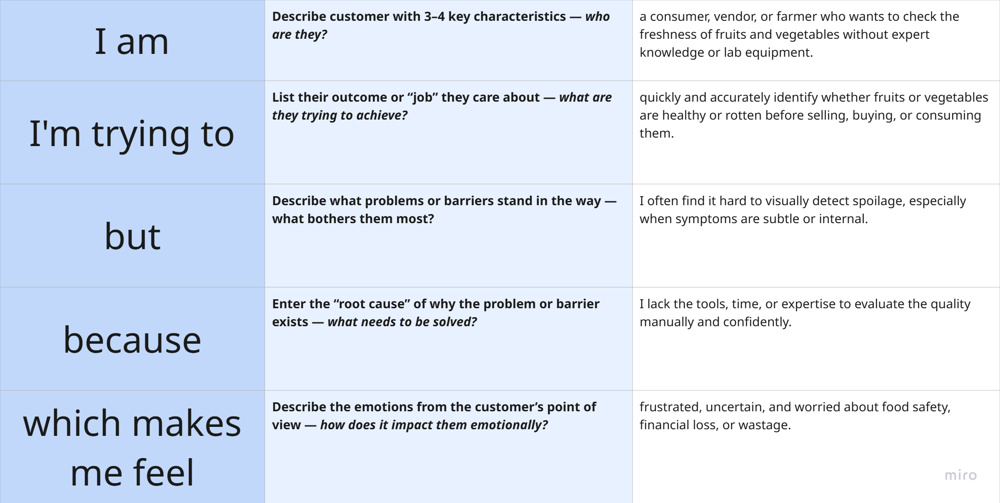 I am
Describe customer with 3–4 key characteristics — who
are they?
a consumer, vendor, or farmer who wants to check the
freshness of fruits and vegetables without expert
knowledge or lab equipment.
I'm trying to
List their outcome or “job” they care about — what are
they trying to achieve?
quickly and accurately identify whether fruits or vegetables
are healthy or rotten before selling, buying, or consuming
them.
but
Describe what problems or barriers stand in the way —
what bothers them most?
I often find it hard to visually detect spoilage, especially
when symptoms are subtle or internal.
because
Enter the “root cause” of why the problem or barrier
exists — what needs to be solved?
I lack the tools, time, or expertise to evaluate the quality
manually and confidently.
which makes
me feel
Describe the emotions from the customer’s point of
view — how does it impact them emotionally?
frustrated, uncertain, and worried about food safety,
financial loss, or wastage.
miro